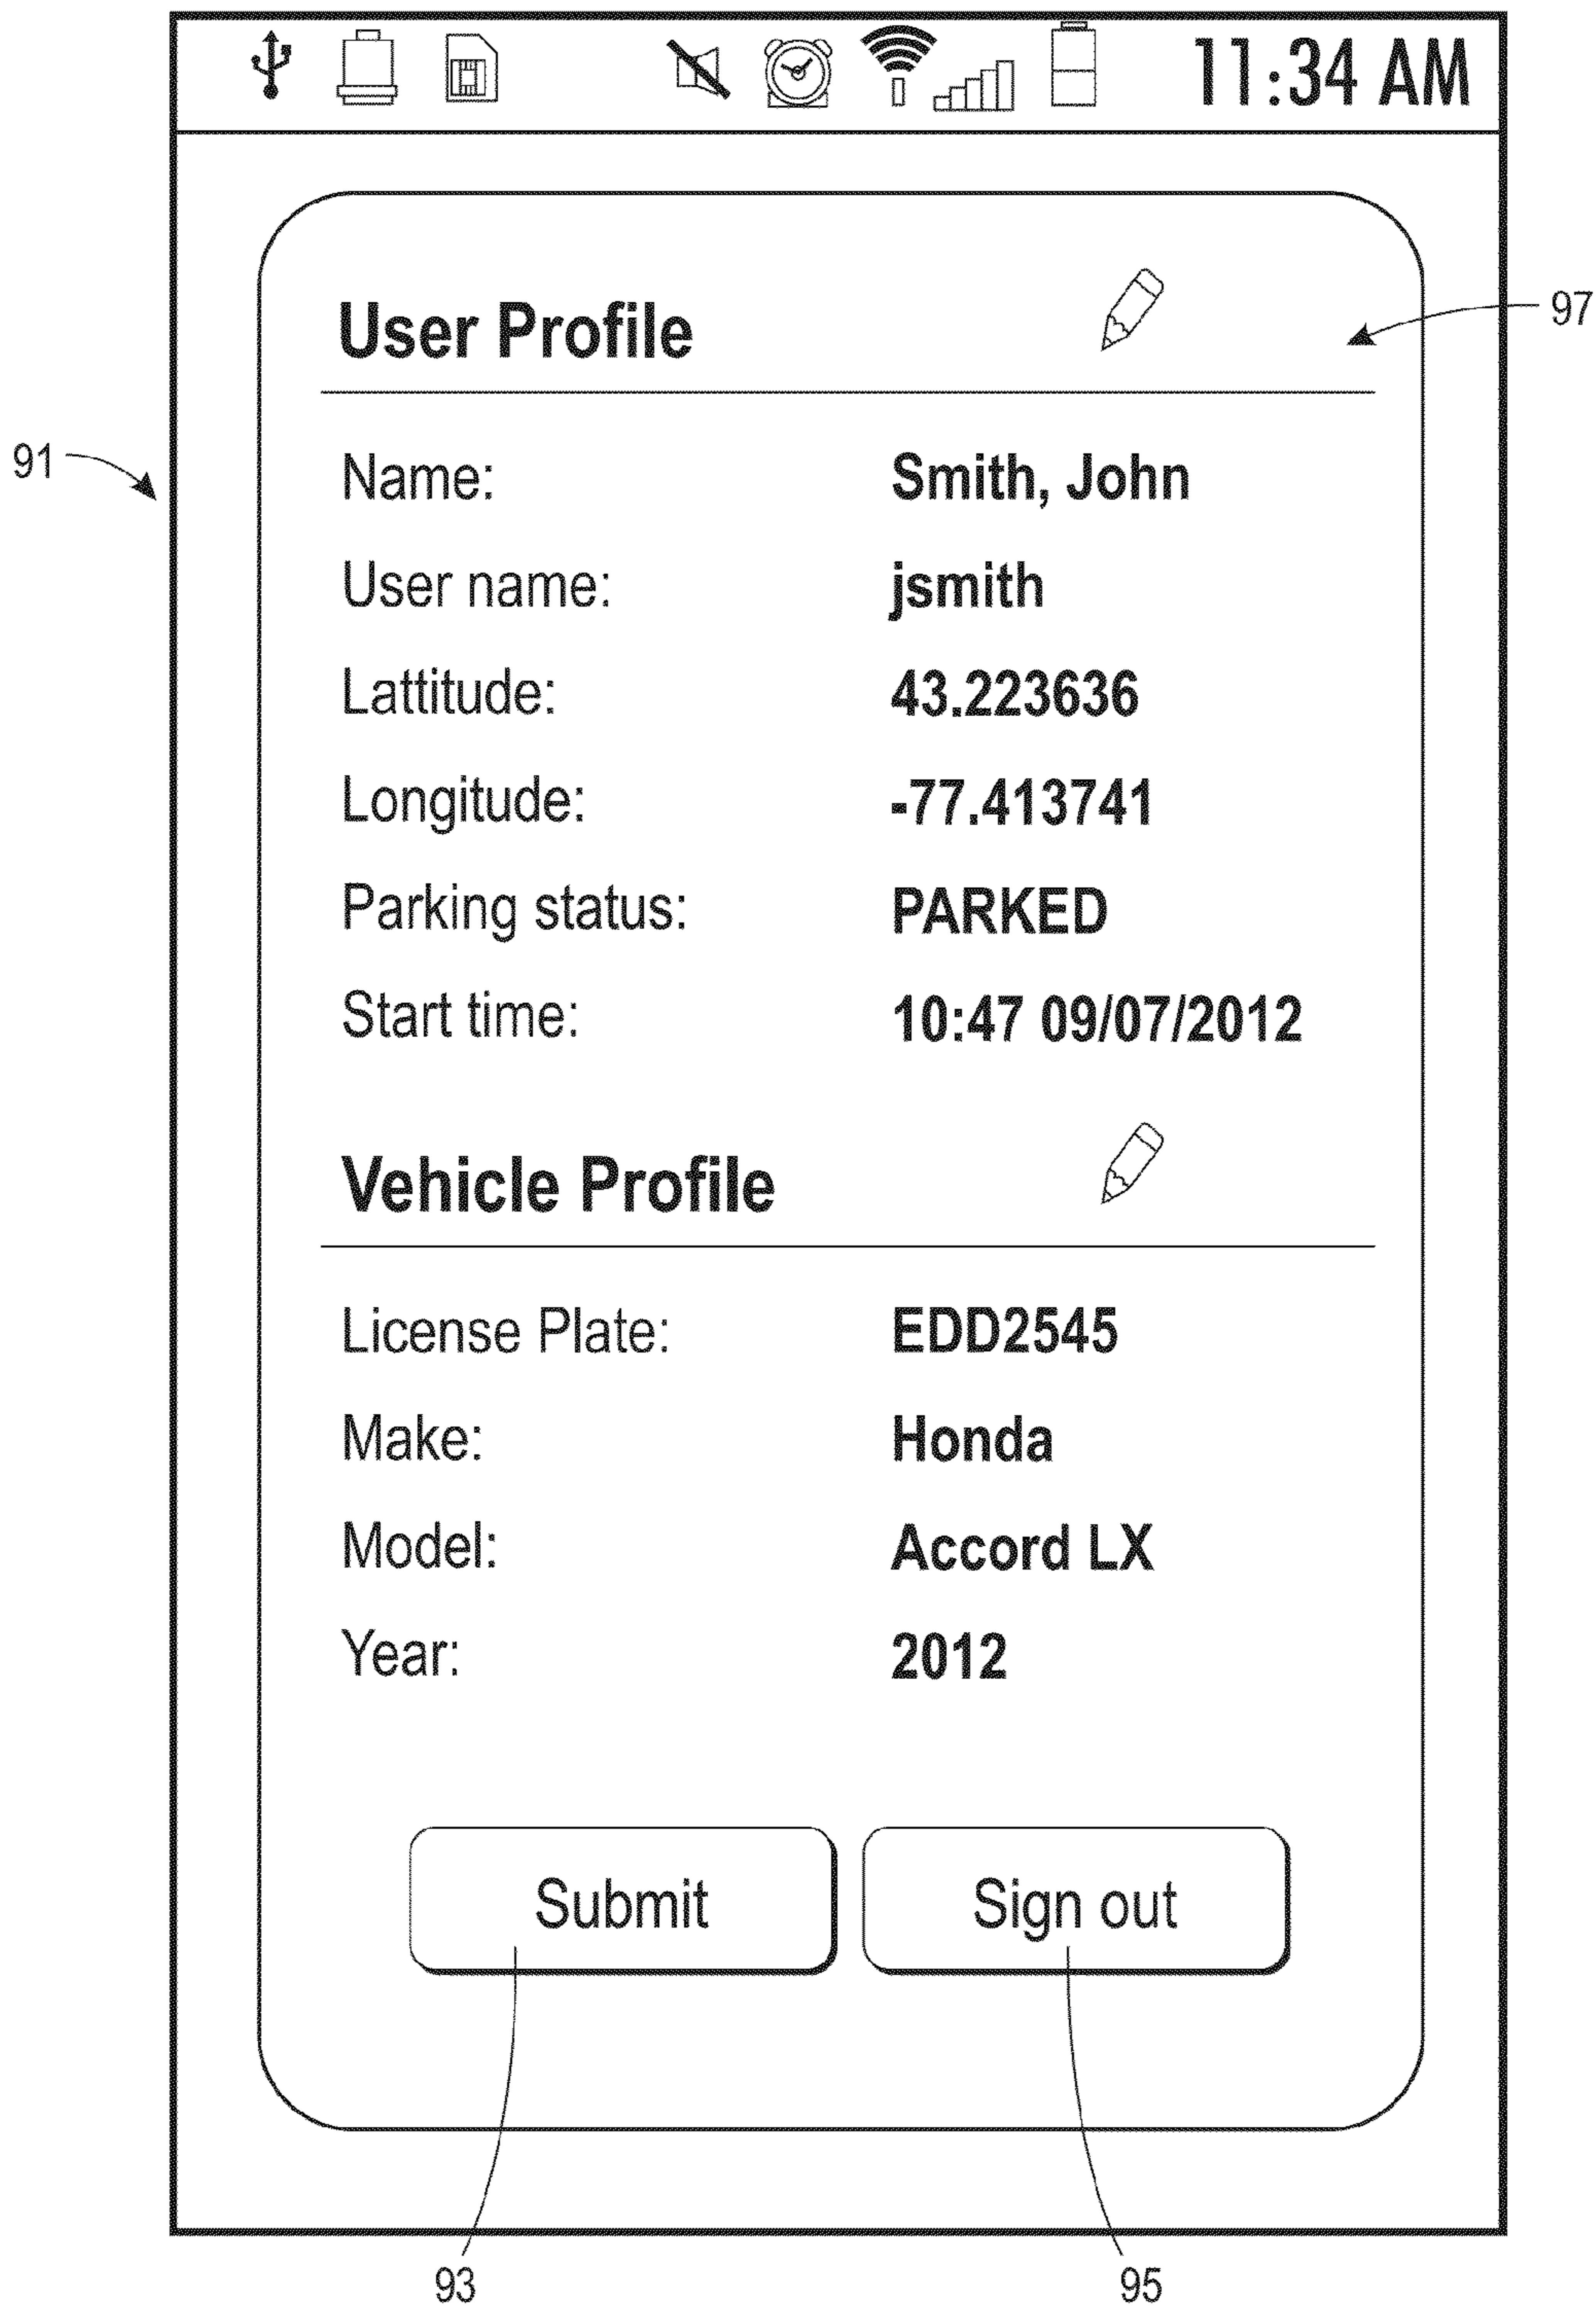 11:34 AM
User Profile
97
91
Name: Smith, John
User name: jsmith
Lattitude: 43.223636
Longitude: -77.413741
Parking status: PARKED
Start time: 10:47 09/07/2012
Vehicle Profile
License Plate: EDD2545
Make: Honda
Model: Accord LX
Year: 2012
Submit Sign out
93 95